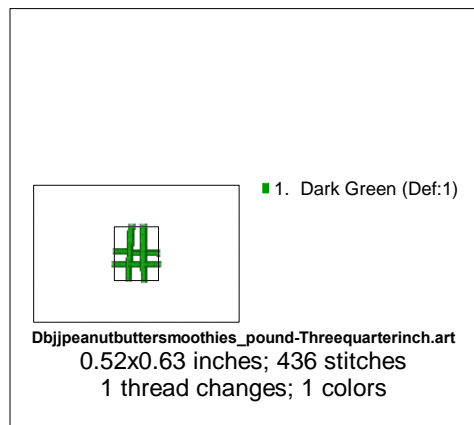 1. Dark Green (Def:1)
Dbjjpeanutbuttersmoothies_pound-Threequarterinch.art
0.52x0.63 inches; 436 stitches
1 thread changes; 1 colors